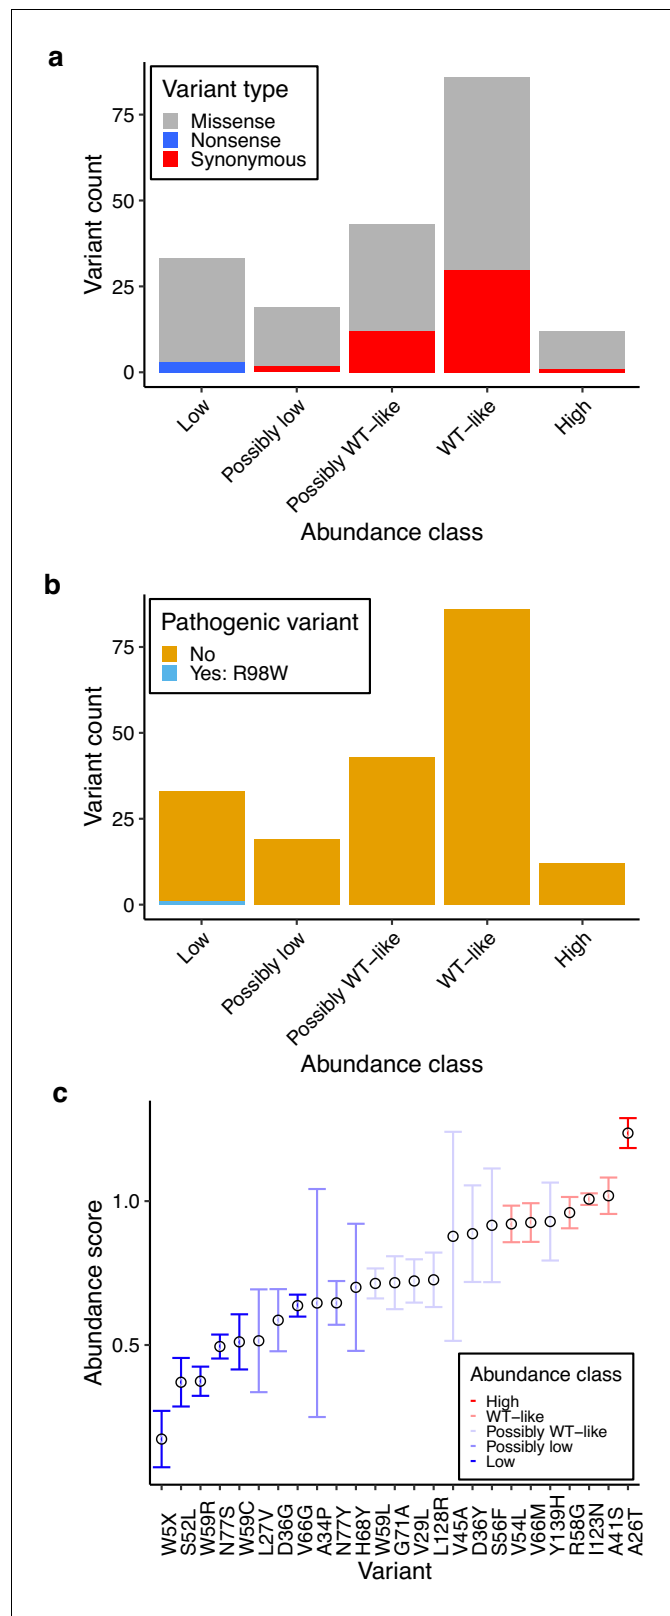 a
Variant type
Missense
Nonsense
Synonymous
Variant count
75
50
25
0
Low
Possibly low
Possibly WT−like
WT−like
High
Abundance class
b
Pathogenic variant
No
Yes: R98W
Variant count
75
50
25
0
Low
Possibly low
Possibly WT−like
WT−like
High
Abundance class
c
Abundance score
1.0
0.5
Abundance class
High
WT−like
Possibly WT−like
Possibly low
Low
W5X
S52L
W59R
N77S
W59C
L27V
D36G
V66G
A34P
N77Y
H68Y
W59L
G71A
V29L
L128R
V45A
D36Y
S56F
V54L
V66M
Y139H
R58G
I123N
A41S
A26T
Variant